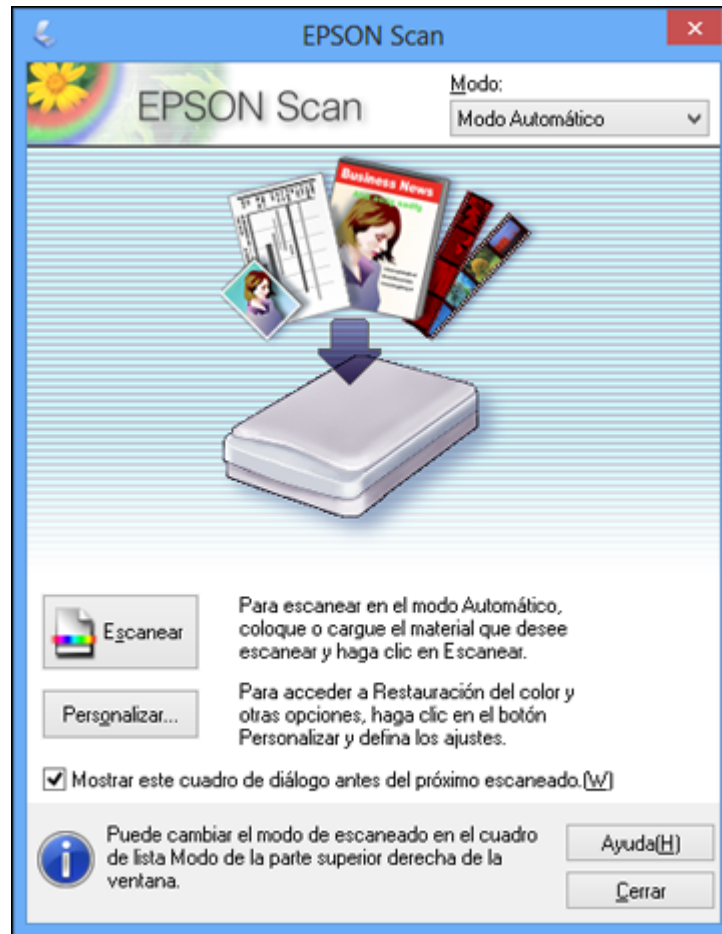 EPSON Scan
EPSON Scan
Modo:
Modo Automático
Business News
Escanear
Para escanear en el modo Automático,
coloque o cargue el material que desee
escanear y haga clic en Escanear.
Personalizar...
Para acceder a Restauración del color y
otras opciones, haga clic en el botón
Personalizar y defina los ajustes.
Mostrar este cuadro de diálogo antes del próximo escaneado.(W)
Puede cambiar el modo de escaneado en el cuadro
de lista Modo de la parte superior derecha de la
ventana.
Ayuda(H)
Cerrar